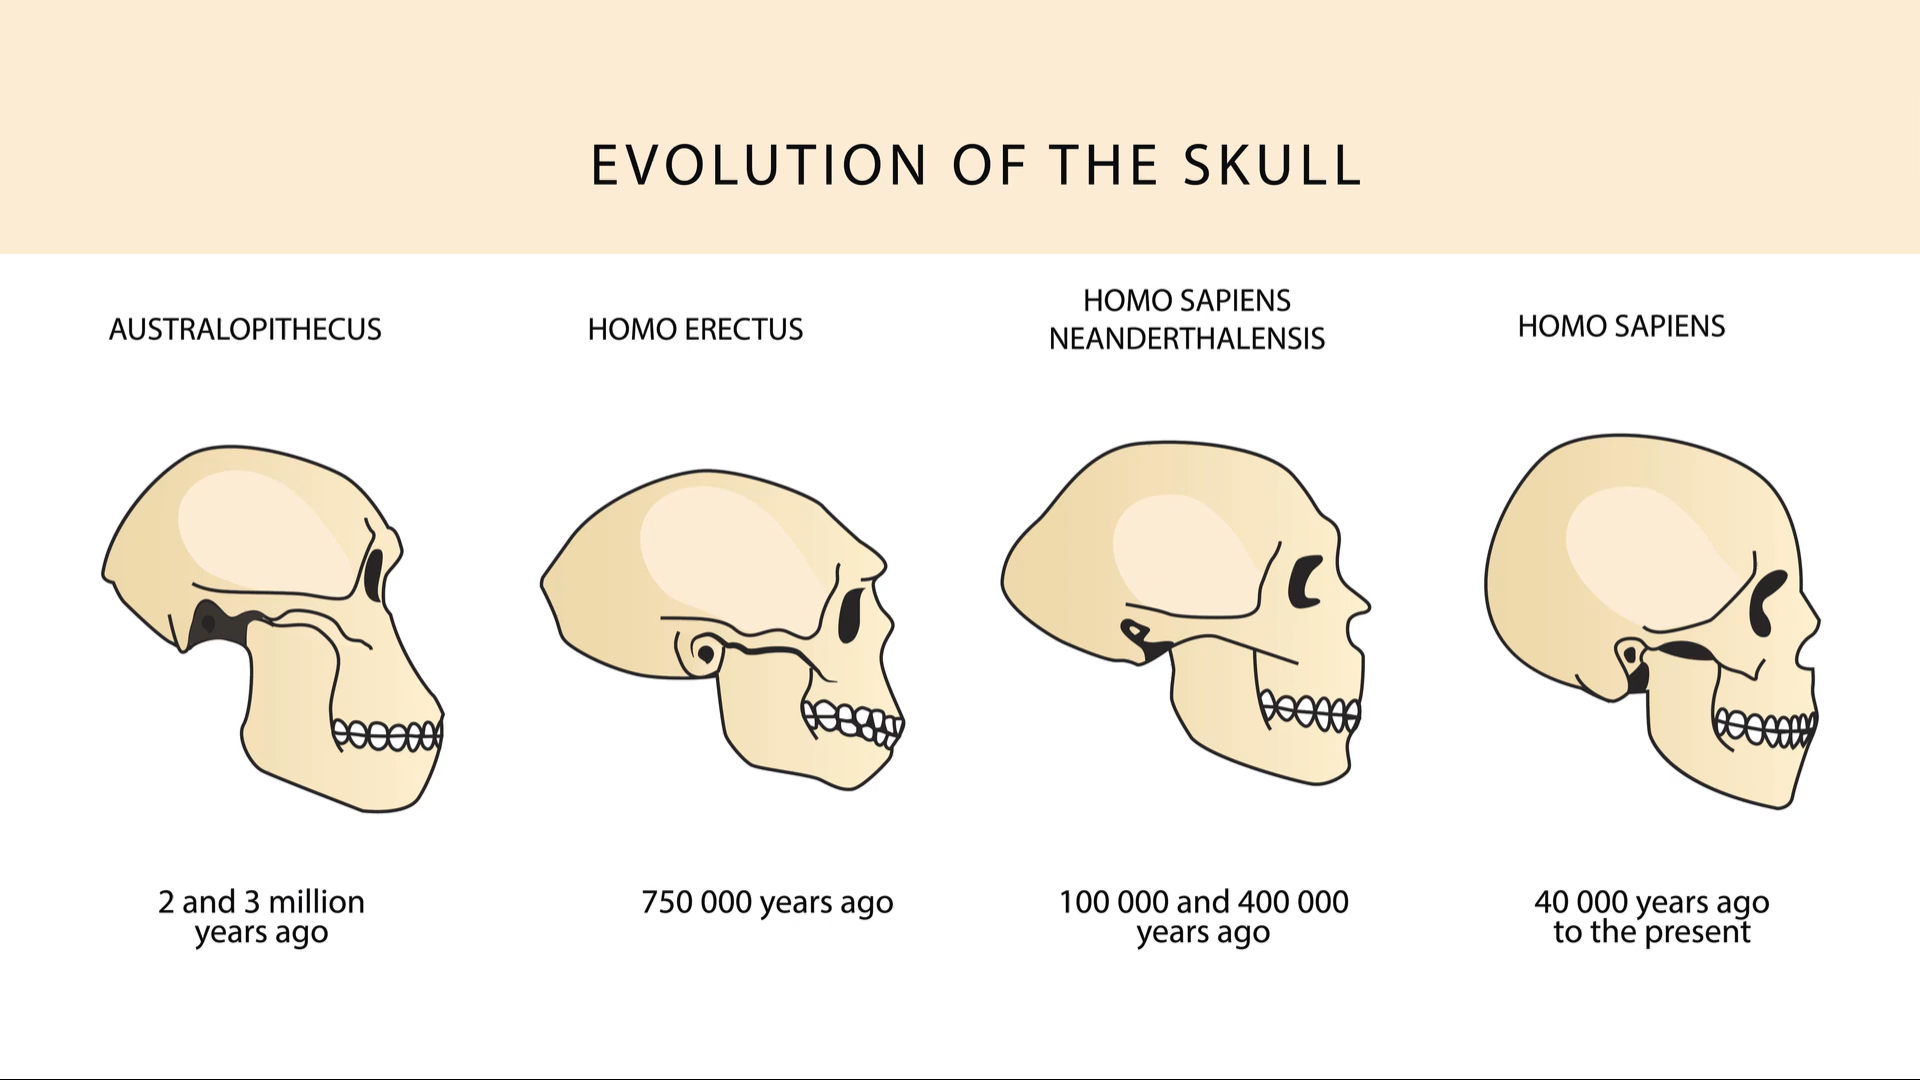 EVOLUTION OF THE SKULL
AUSTRALOPITHECUS
HOMO ERECTUS
HOMO SAPIENS
NEANDERTHALENSIS
HOMO SAPIENS
2 and 3 million
years ago
750 000 years ago
100 000 and 400 000
years ago
40 000 years ago
to the present